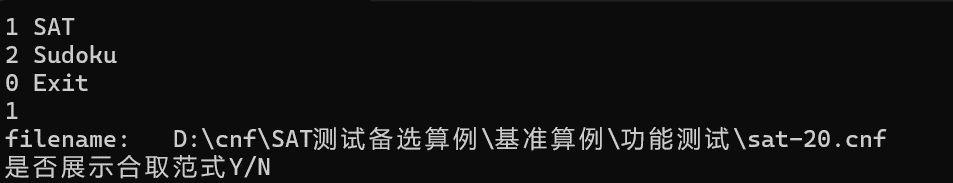 1 SAT
2 Sudoku
0 Exit
1
filename:   D:\cnf\SAT测试备选算例\基准算例\功能测试\sat-20.cnf
是否展示合取范式Y/N